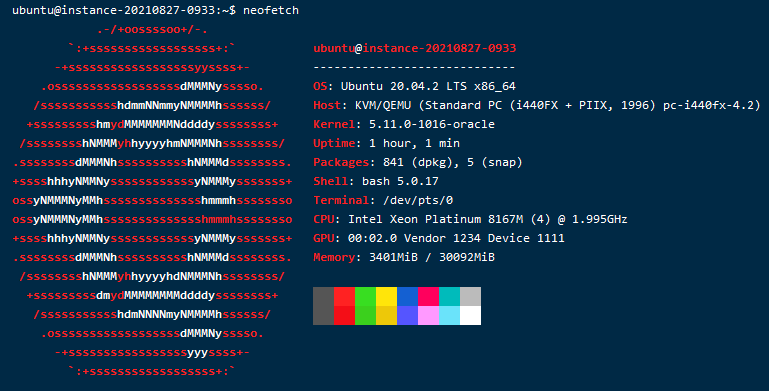 ubuntu@instance-20210827-0933:~$ neofetch
            .-/+oossssoo+/-.
        `:+ssssssssssssssssss+:`           ubuntu@instance-20210827-0933
      -+ssssssssssssssssssyyssss+-         -----------------------------
    .ossssssssssssssssssdMMMNysssso.       OS: Ubuntu 20.04.2 LTS x86_64
   /ssssssssssshdmmNNmmyNMMMMhssssss/      Host: KVM/QEMU (Standard PC (i440FX + PIIX, 1996) pc-i440fx-4.2)
  +ssssssssshmydMMMMMMMNddddyssssssss+     Kernel: 5.11.0-1016-oracle
 /sssssssshNMMMyhhyyyyhmNMMMNhssssssss/    Uptime: 1 hour, 1 min
.ssssssssdMMMNhsssssssssshNMMMdssssssss.   Packages: 841 (dpkg), 5 (snap)
+sssshhhyNMMNyssssssssssssyNMMMysssssss+   Shell: bash 5.0.17
ossyNMMMNyMMhsssssssssssssshmmmhssssssso   Terminal: /dev/pts/0
ossyNMMMNyMMhsssssssssssssshmmmhssssssso   CPU: Intel Xeon Platinum 8167M (4) @ 1.995GHz
+sssshhhyNMMNyssssssssssssyNMMMysssssss+   GPU: 00:02.0 Vendor 1234 Device 1111
.ssssssssdMMMNhsssssssssshNMMMdssssssss.   Memory: 3401MiB / 30092MiB
 /sssssssshNMMMyhhyyyyhdNMMMNhssssssss/
  +sssssssssdmydMMMMMMMMddddyssssssss+
   /ssssssssssshdmNNNNmyNMMMMhssssss/
    .ossssssssssssssssssdMMMNysssso.
      -+sssssssssssssssssyyyssss+-
        `:+ssssssssssssssssss+:`